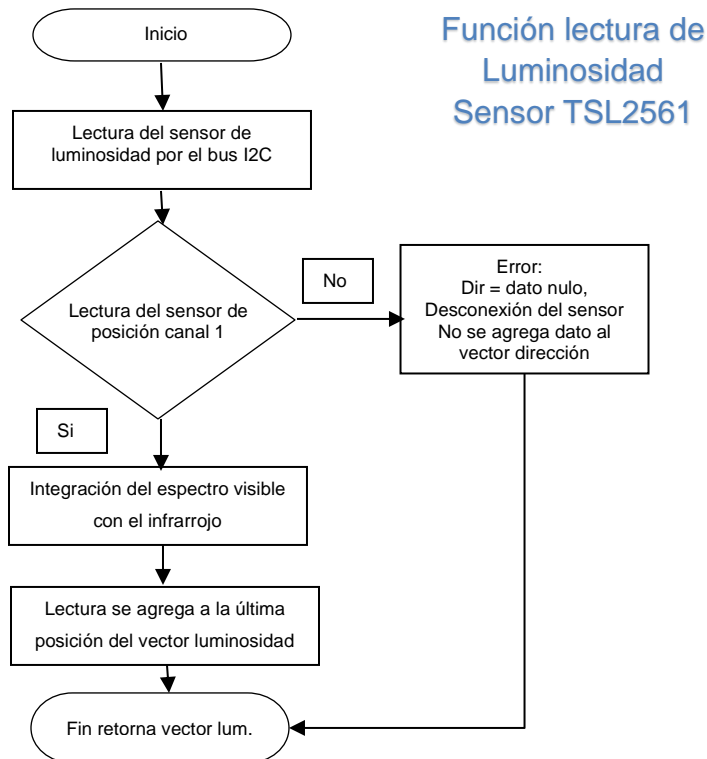 Función lectura de
Luminosidad
Sensor TSL2561
Inicio
Lectura del sensor de
luminosidad por el bus I2C
Lectura del sensor de
posición canal 1
No
Error:
Dir = dato nulo,
Desconexión del sensor
No se agrega dato al
vector dirección
Si
Integración del espectro visible
con el infrarrojo
Lectura se agrega a la última
posición del vector luminosidad
Fin retorna vector lum.